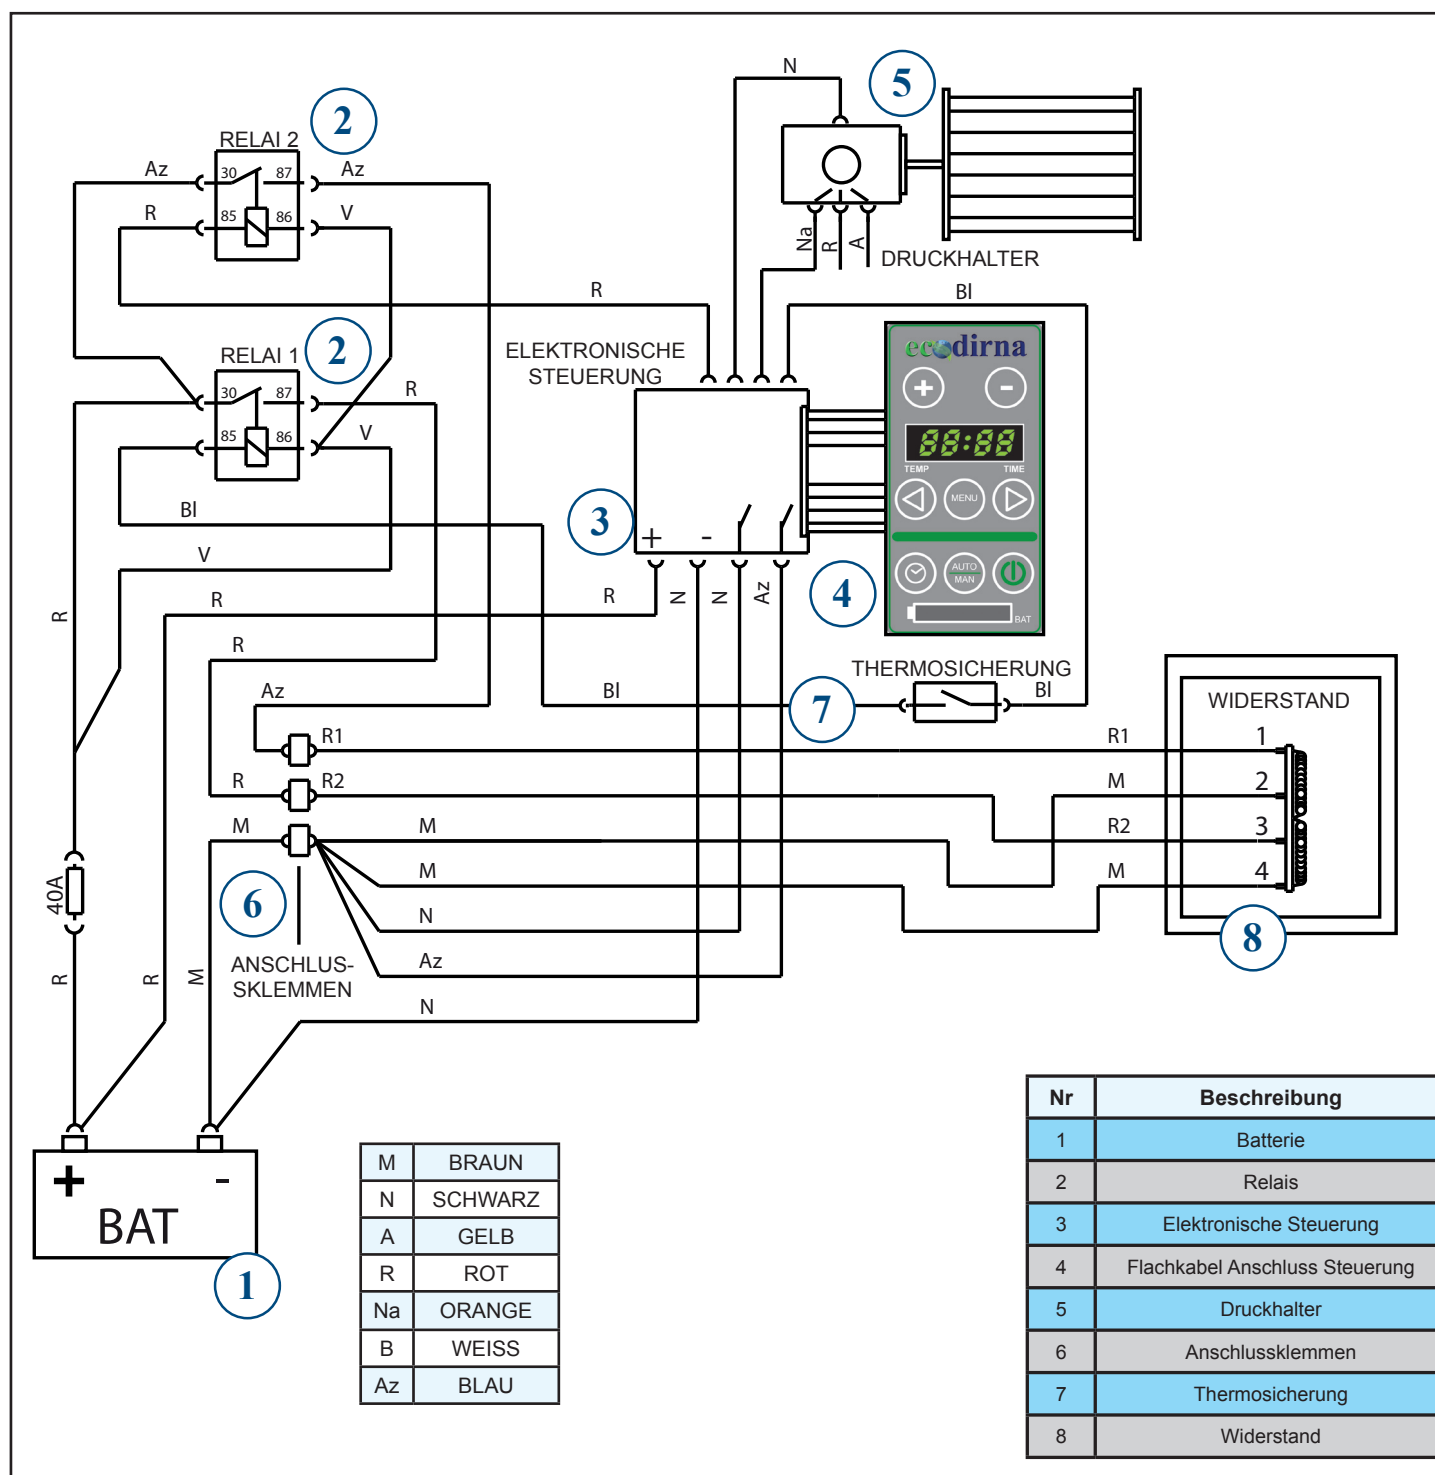 N
5
2
RELAI 2
Az
30
87
Az
R
85
86
V
Na
R
A
DRUCKHALTER
R
Bl
2
RELAI 1
ELEKTRONISCHE
STEUERUNG
30
87
R
85
86
V
Bl
V
ecodirna
+
-
88:88
TEMP
TIME
MENU
AUTO
MAN
BAT
3
+
-
4
R
N
N
Az
R
R
R
Az
Bl
7
THERMOSICHERUNG
Bl
WIDERSTAND
R1
R1
1
R
R2
M
2
M
M
R2
3
M
M
4
40A
6
N
8
ANSCHLUS-
SKLEMMEN
Az
R
R
M
N
+
-
BAT
1
M BRAUN
N SCHWARZ
A GELB
R ROT
Na ORANGE
B WEISS
Az BLAU
Nr Beschreibung
1 Batterie
2 Relais
3 Elektronische Steuerung
4 Flachkabel Anschluss Steuerung
5 Druckhalter
6 Anschlussklemmen
7 Thermosicherung
8 Widerstand